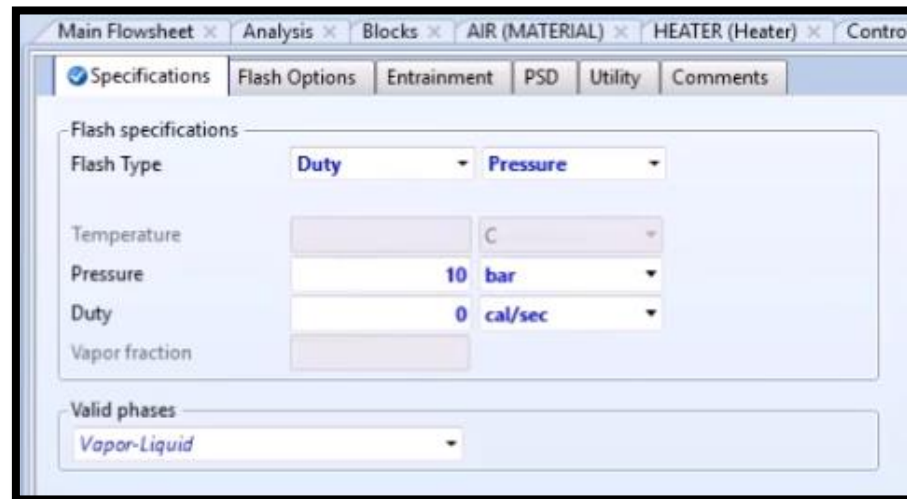 Main Flowsheet Analysis Blocks AIR (MATERIAL) HEATER (Heater) Contro
Specifications Flash Options Entrainment PSD Utility Comments
Flash specifications
Flash Type Duty Pressure
Temperature C
Pressure 10 bar
Duty 0 cal/sec
Vapor fraction
Valid phases
Vapor-Liquid